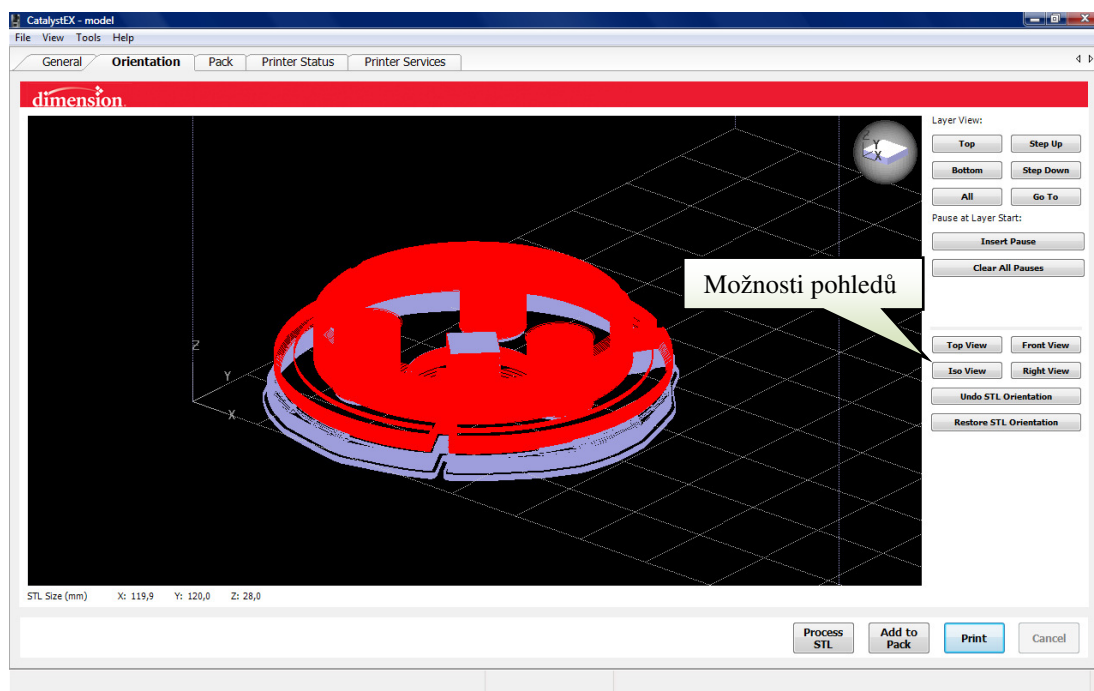 CatalystEX - model
File View Tools Help
General Orientation Pack Printer Status Printer Services
dimension
Z
Y
X
Z
Y
X
Layer View:
Top Step Up
Bottom Step Down
All Go To
Pause at Layer Start:
Insert Pause
Clear All Pauses
Možnosti pohledů
Top View Front View
Iso View Right View
Undo STL Orientation
Restore STL Orientation
STL Size (mm) X: 119,9 Y: 120,0 Z: 28,0
Process STL Add to Pack Print Cancel